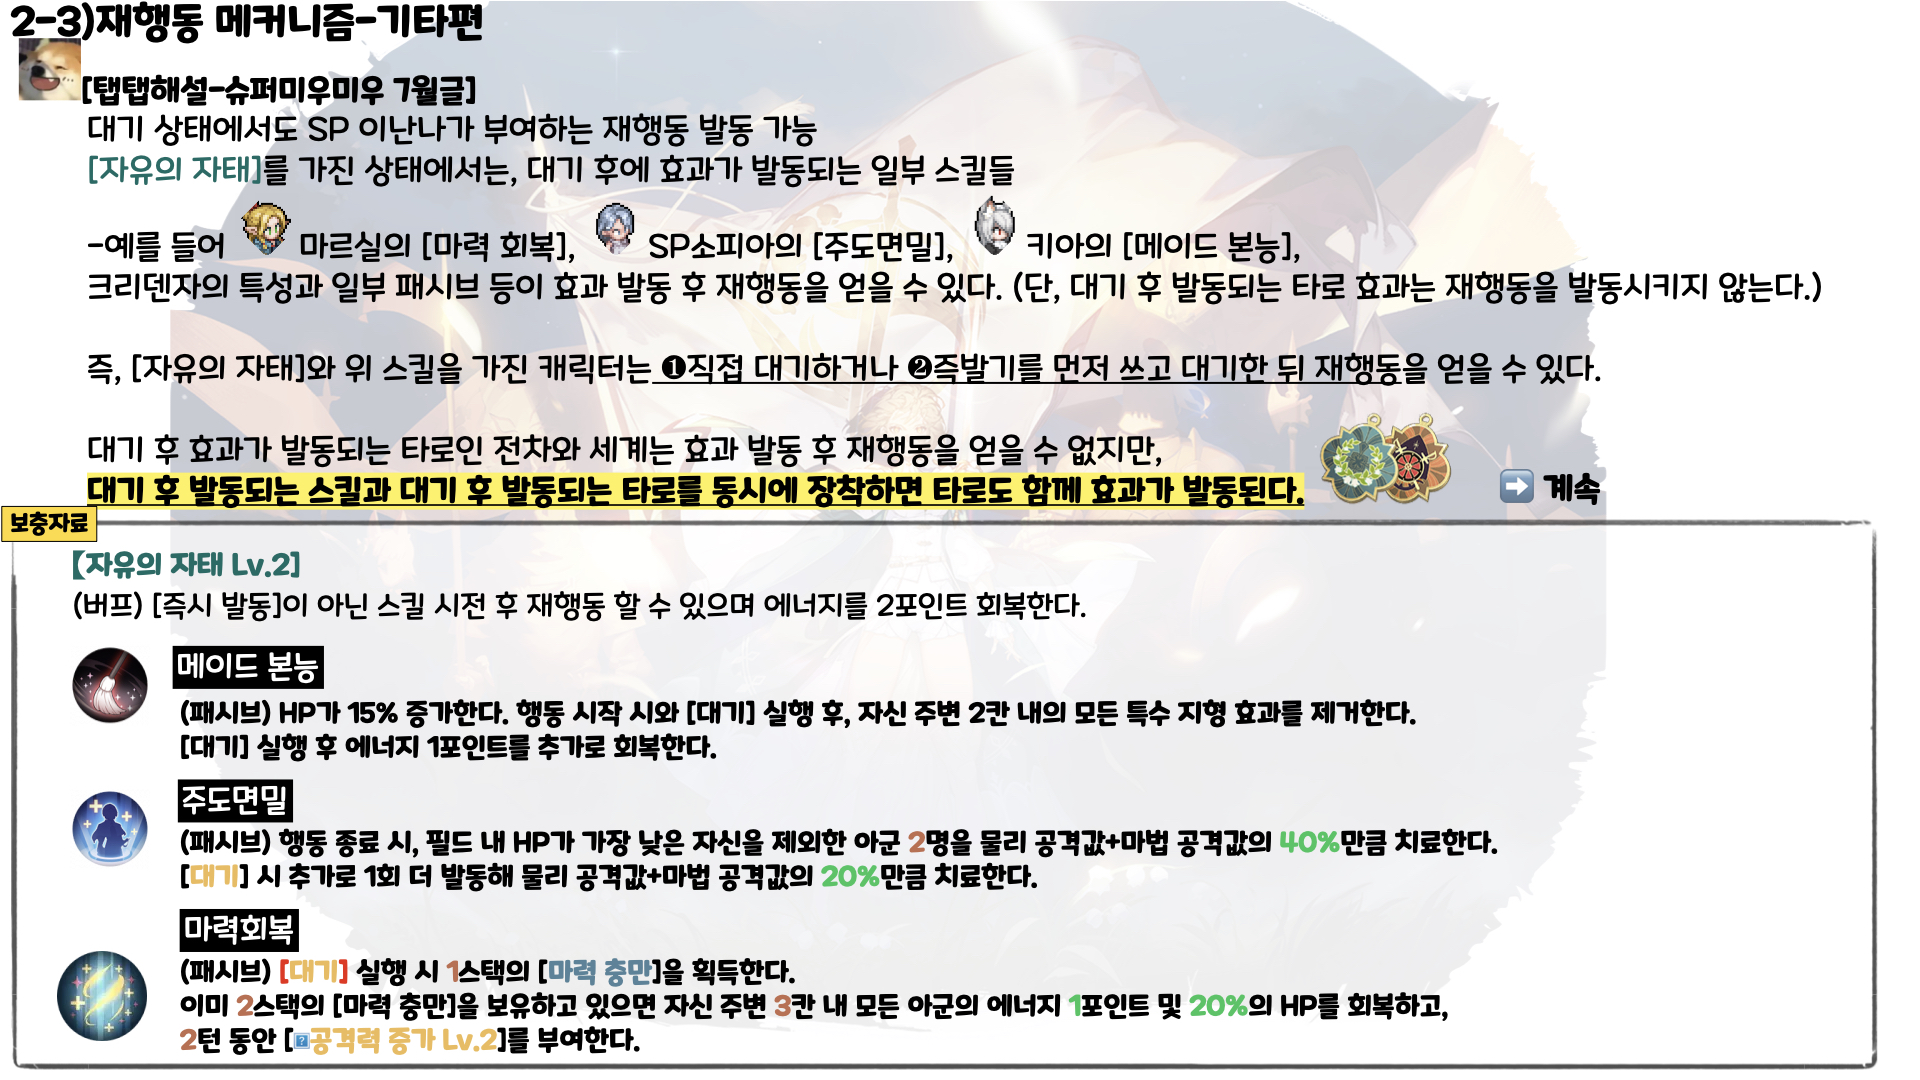 2-3)재행동 메커니즘-기타편
[탭탭해설-슈퍼미우미우 7월글]
대기 상태에서도 SP 이난나가 부여하는 재행동 발동 가능
[자유의 자태]를 가진 상태에서는, 대기 후에 효과가 발동되는 일부 스킬들
-예를 들어 마르실의 [마력 회복], SP소피아의 [주도면밀], 키아의 [메이드 본능],
크리덴자의 특성과 일부 패시브 등이 효과 발동 후 재행동을 얻을 수 있다. (단, 대기 후 발동되는 타로 효과는 재행동을 발동시키지 않는다.)
즉, [자유의 자태]와 위 스킬을 가진 캐릭터는 ❶직접 대기하거나 ❷즉발기를 먼저 쓰고 대기한 뒤 재행동을 얻을 수 있다.
대기 후 효과가 발동되는 타로인 전차와 세계는 효과 발동 후 재행동을 얻을 수 없지만,
대기 후 발동되는 스킬과 대기 후 발동되는 타로를 동시에 장착하면 타로도 함께 효과가 발동된다.
➡ 계속
보충자료
【자유의 자태 Lv.2]
(버프) [즉시 발동]이 아닌 스킬 시전 후 재행동 할 수 있으며 에너지를 2포인트 회복한다.
메이드 본능
(패시브) HP가 15% 증가한다. 행동 시작 시와 [대기] 실행 후, 자신 주변 2칸 내의 모든 특수 지형 효과를 제거한다.
[대기] 실행 후 에너지 1포인트를 추가로 회복한다.
주도면밀
(패시브) 행동 종료 시, 필드 내 HP가 가장 낮은 자신을 제외한 아군 2명을 물리 공격값+마법 공격값의 40%만큼 치료한다.
[대기] 시 추가로 1회 더 발동해 물리 공격값+마법 공격값의 20%만큼 치료한다.
마력회복
(패시브) [대기] 실행 시 1스택의 [마력 충만]을 획득한다.
이미 2스택의 [마력 충만]을 보유하고 있으면 자신 주변 3칸 내 모든 아군의 에너지 1포인트 및 20%의 HP를 회복하고,
2턴 동안 [?공격력 증가 Lv.2]를 부여한다.